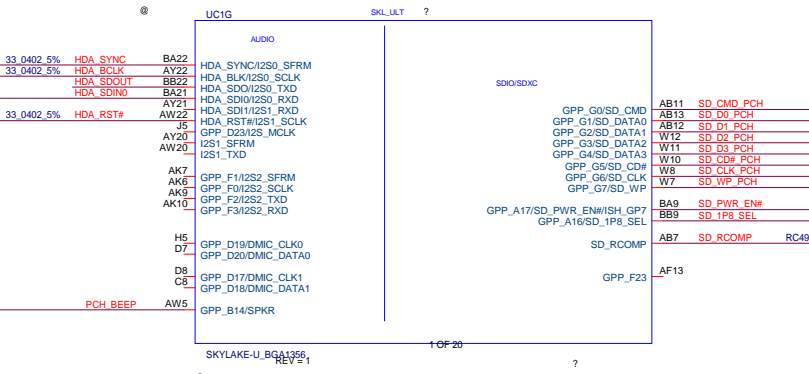 @ UC1G SKL_ULT ?
AUDIO
SDIO/SDXC
33_0402_5% HDA_SYNC BA22 HDA_SYNC/I2S0_SFRM
33_0402_5% HDA_BCLK AY22 HDA_BLK/I2S0_SCLK
HDA_SDOUT BB22 HDA_SDO/I2S0_TXD
HDA_SDIN0 BA21 HDA_SDI0/I2S0_RXD
AY21 HDA_SDI1/I2S1_RXD
33_0402_5% HDA_RST# AW22 HDA_RST#/I2S1_SCLK
J5 GPP_D23/I2S_MCLK
AY20 I2S1_SFRM
AW20 I2S1_TXD
AK7 GPP_F1/I2S2_SFRM
AK6 GPP_F0/I2S2_SCLK
AK9 GPP_F2/I2S2_TXD
AK10 GPP_F3/I2S2_RXD
H5 GPP_D19/DMIC_CLK0
D7 GPP_D20/DMIC_DATA0
D8 GPP_D17/DMIC_CLK1
C8 GPP_D18/DMIC_DATA1
PCH_BEEP AW5 GPP_B14/SPKR
GPP_G0/SD_CMD AB11 SD_CMD_PCH
GPP_G1/SD_DATA0 AB13 SD_D0_PCH
GPP_G2/SD_DATA1 AB12 SD_D1_PCH
GPP_G3/SD_DATA2 W12 SD_D2_PCH
GPP_G4/SD_DATA3 W11 SD_D3_PCH
GPP_G5/SD_CD# W10 SD_CD#_PCH
GPP_G6/SD_CLK W8 SD_CLK_PCH
GPP_G7/SD_WP W7 SD_WP_PCH
GPP_A17/SD_PWR_EN#/ISH_GP7 BA9 SD_PWR_EN#
GPP_A16/SD_1P8_SEL BB9 SD_1P8_SEL
SD_RCOMP AB7 SD_RCOMP RC49
GPP_F23 AF13
1 OF 20
SKYLAKE-U_BGA1356
REV = 1 ?